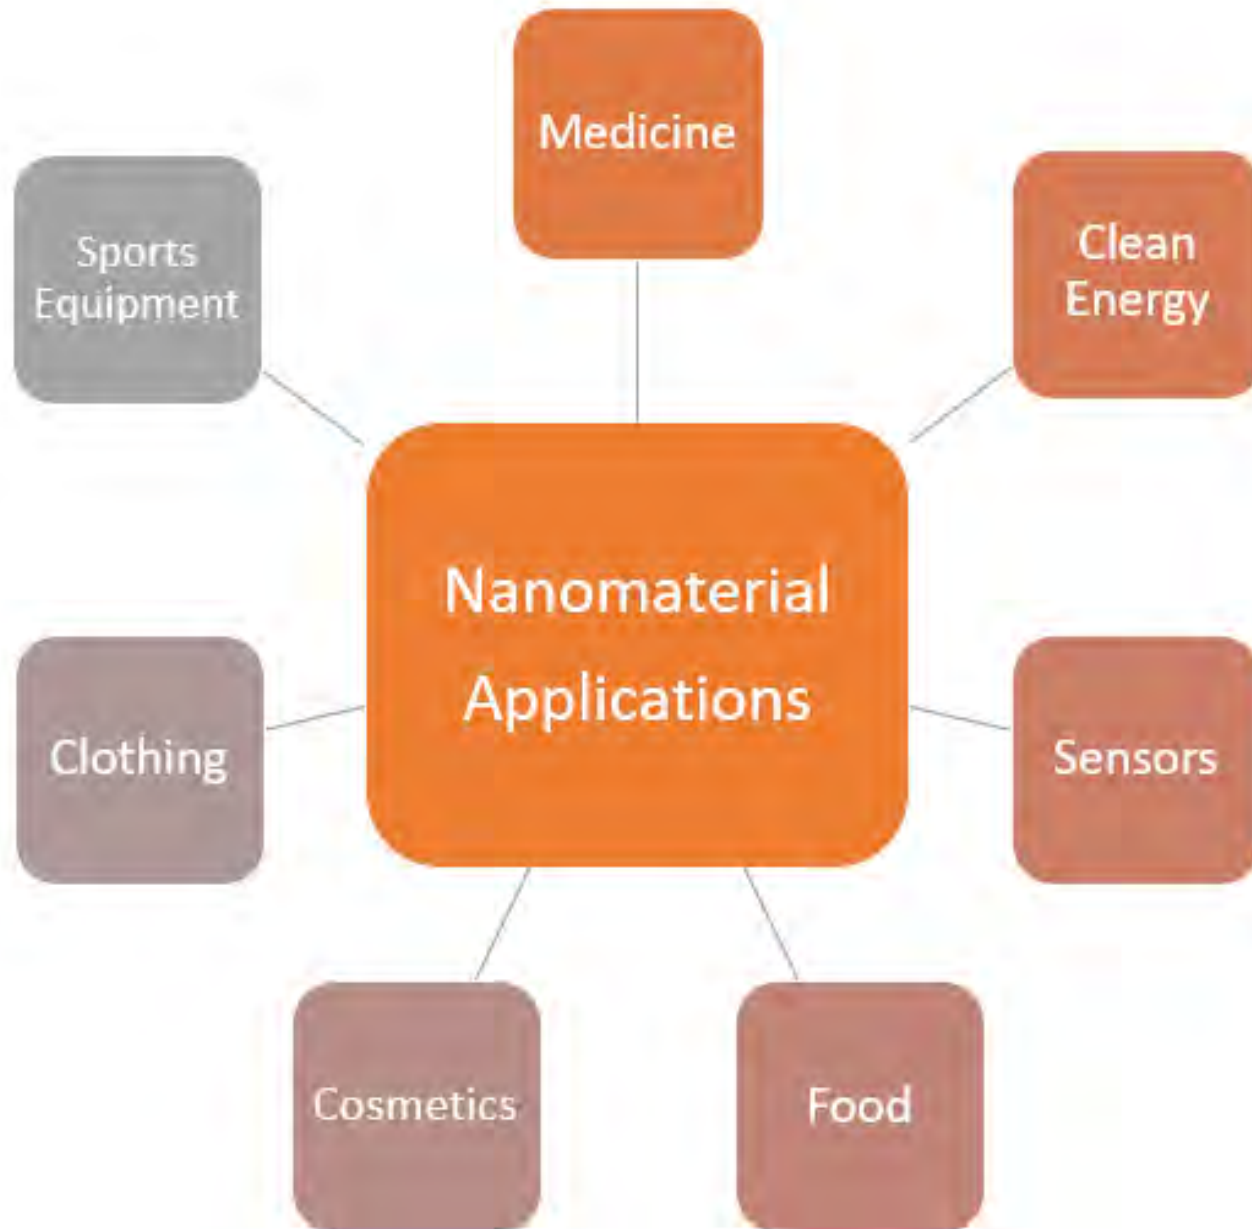 Medicine
Clean
Energy
Sports
Equipment
Nanomaterial
Applications
Clothing
Sensors
Cosmetics
Food